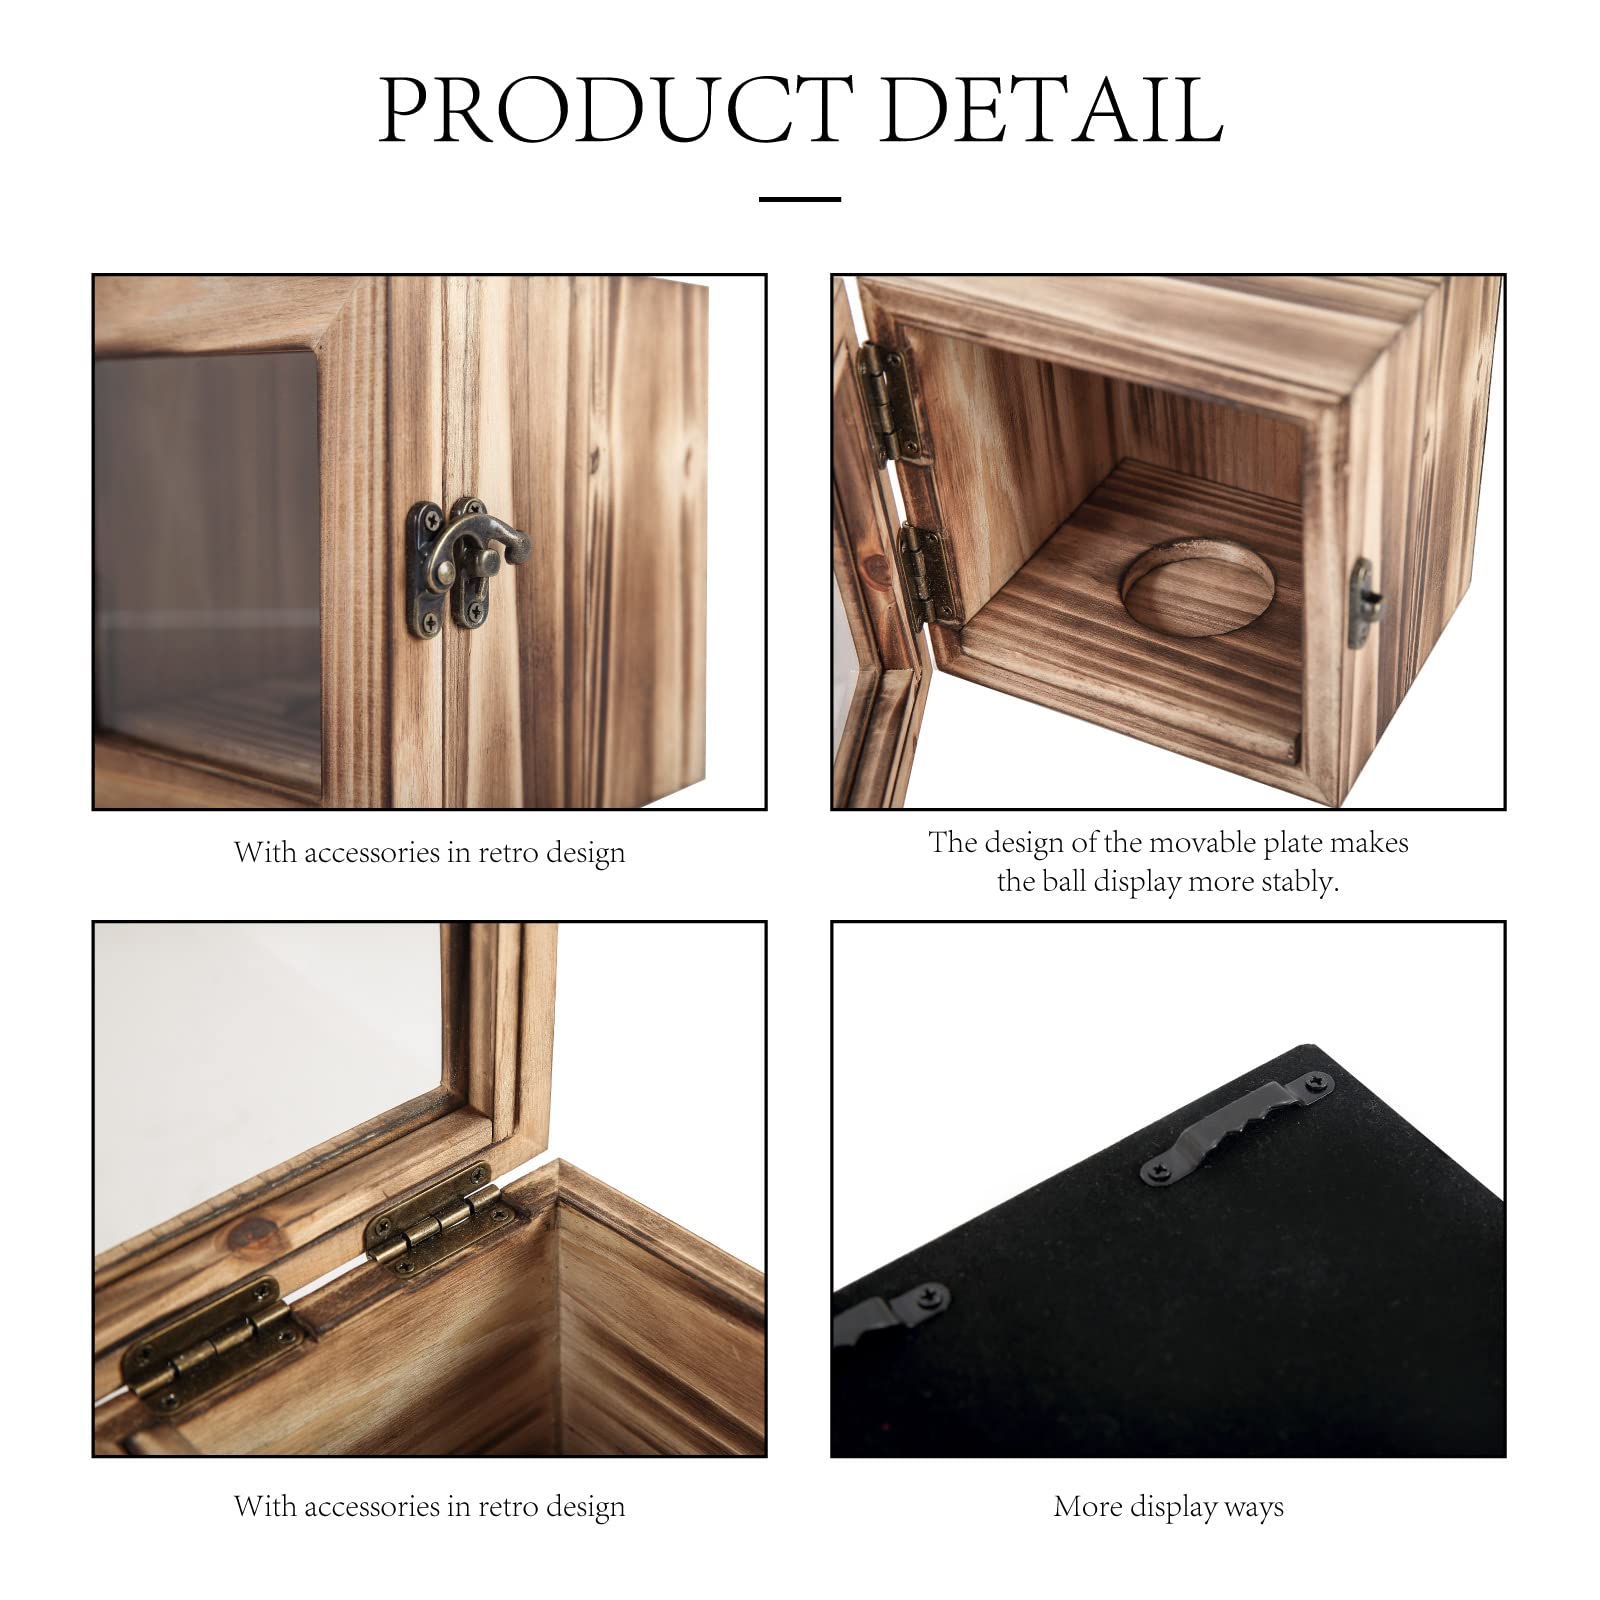 PRODUCT DETAIL
With accessories in retro design
The design of the movable plate makes
the ball display more stably.
With accessories in retro design
More display ways